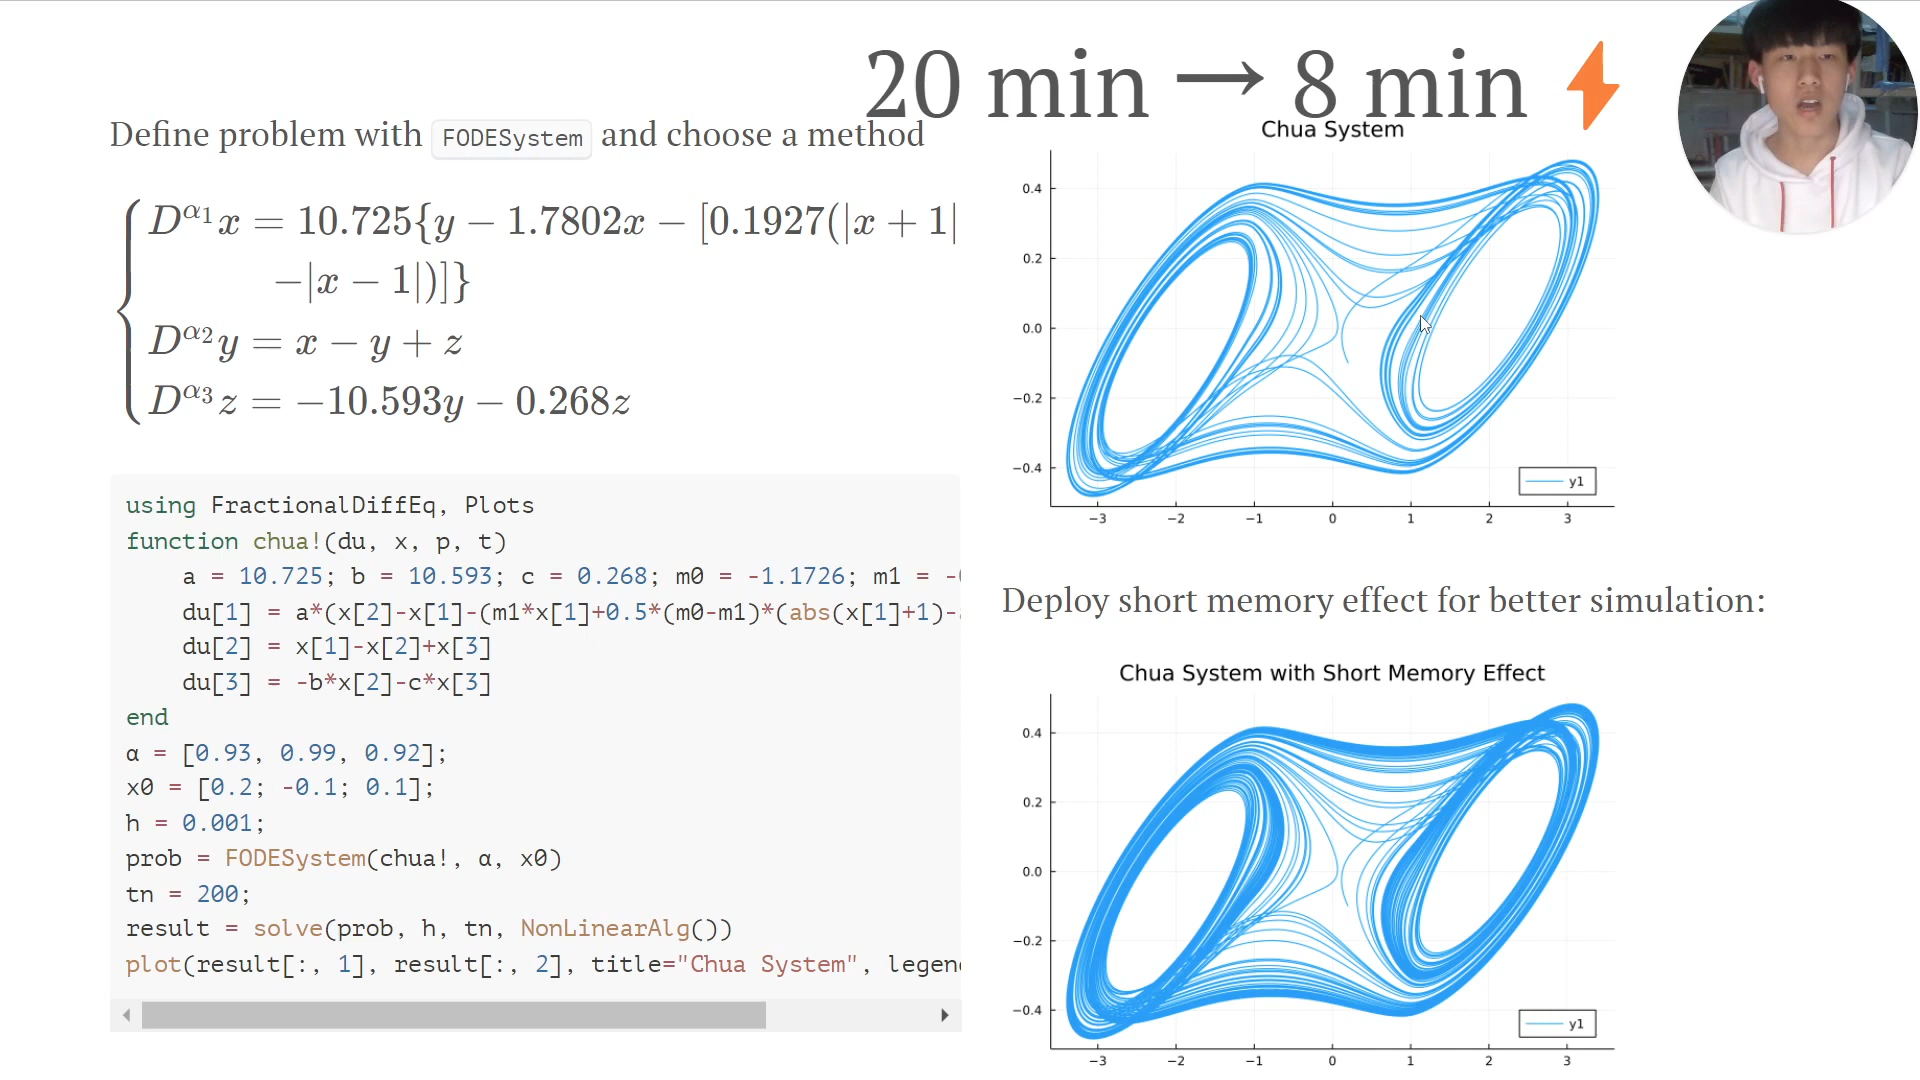 20 min → 8 min
Define problem with FODESystem and choose a method
D^{α1}x = 10.725{y − 1.7802x − [0.1927(|x + 1|
−|x − 1|)]}
D^{α2}y = x − y + z
D^{α3}z = −10.593y − 0.268z
using FractionalDiffEq, Plots
function chua!(du, x, p, t)
a = 10.725; b = 10.593; c = 0.268; m0 = -1.1726; m1 = -
du[1] = a*(x[2]-x[1]-(m1*x[1]+0.5*(m0-m1)*(abs(x[1]+1)-
du[2] = x[1]-x[2]+x[3]
du[3] = -b*x[2]-c*x[3]
end
α = [0.93, 0.99, 0.92];
x0 = [0.2; -0.1; 0.1];
h = 0.001;
prob = FODESystem(chua!, α, x0)
tn = 200;
result = solve(prob, h, tn, NonLinearAlg())
plot(result[:, 1], result[:, 2], title="Chua System", legen
Chua System
0.4
0.2
0.0
−0.2
−0.4
−3 −2 −1 0 1 2 3
y1
Deploy short memory effect for better simulation:
Chua System with Short Memory Effect
0.4
0.2
0.0
−0.2
−0.4
−3 −2 −1 0 1 2 3
y1